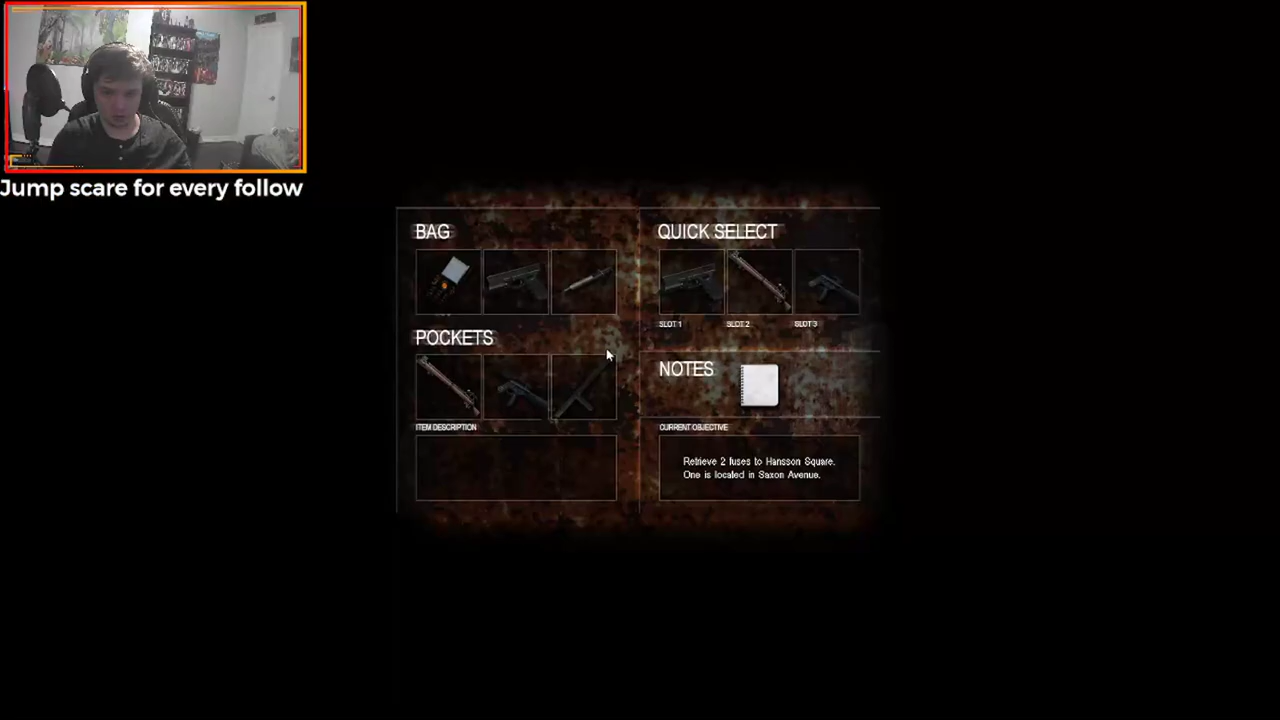 Jump scare for every follow
BAG
QUICK SELECT
SLOT 1
SLOT 2
SLOT 3
POCKETS
NOTES
ITEM DESCRIPTION
CURRENT OBJECTIVE
Retrieve 2 fuses to Hansson Square.
One is located in Saxon Avenue.